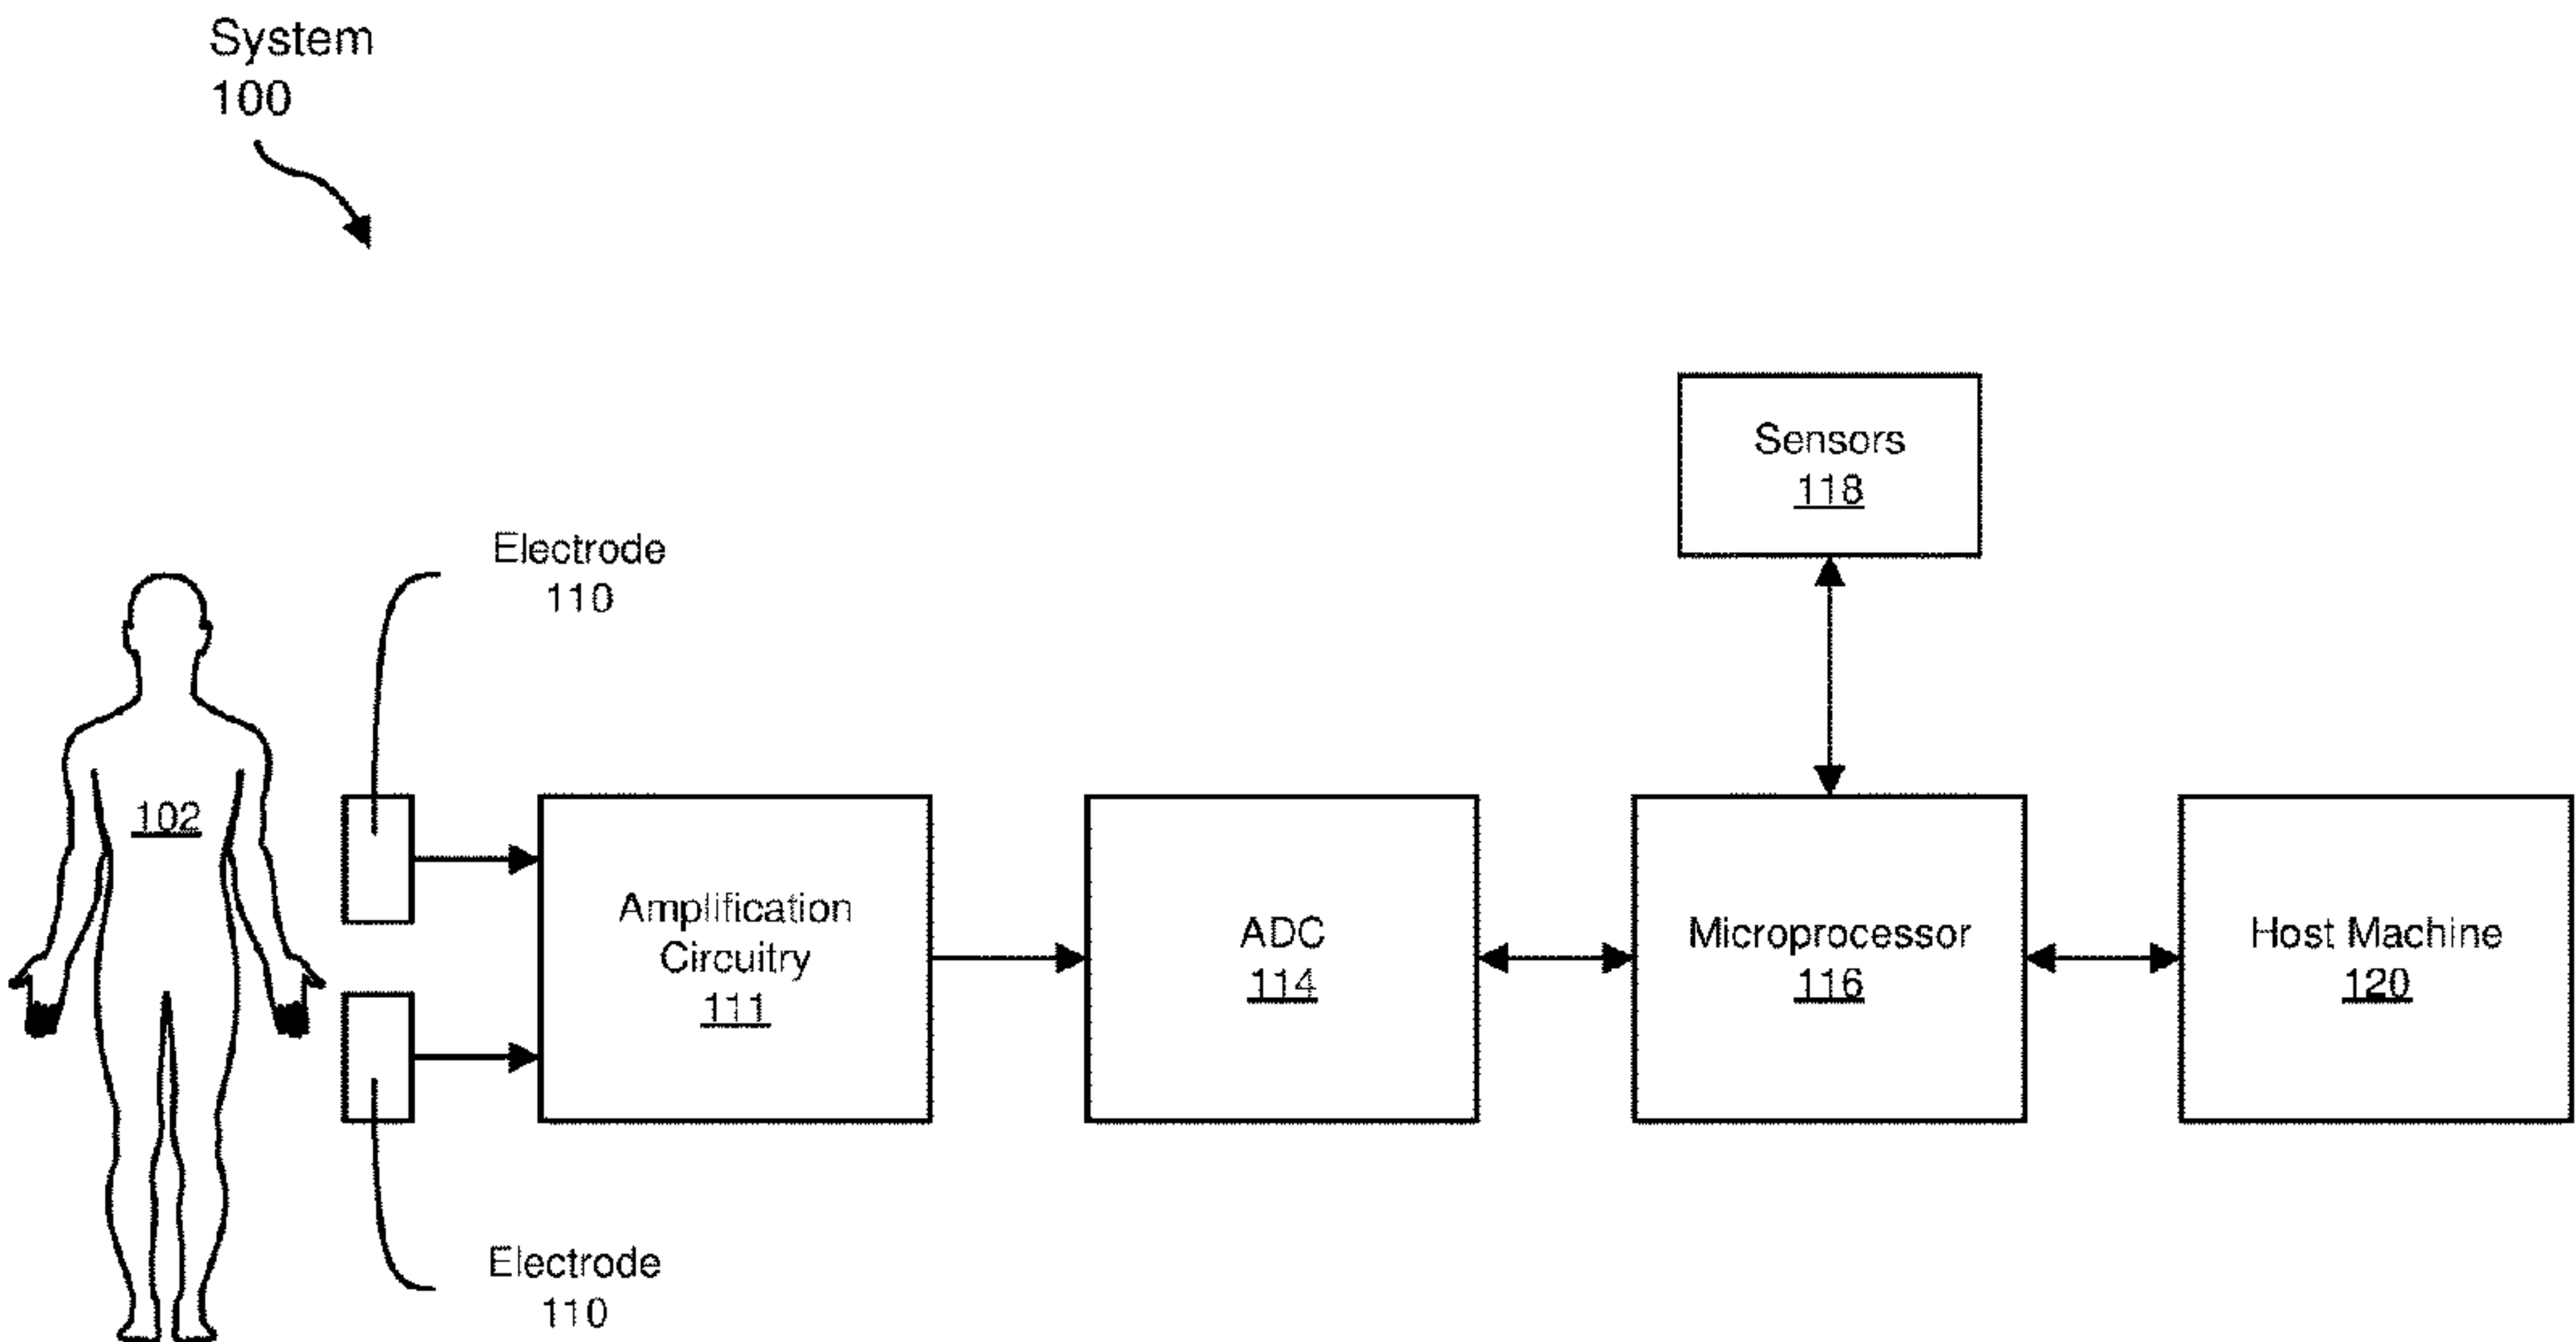 System
100
Sensors
118
Electrode
110
102
Amplification
Circuitry
111
ADC
114
Microprocessor
116
Host Machine
120
Electrode
110